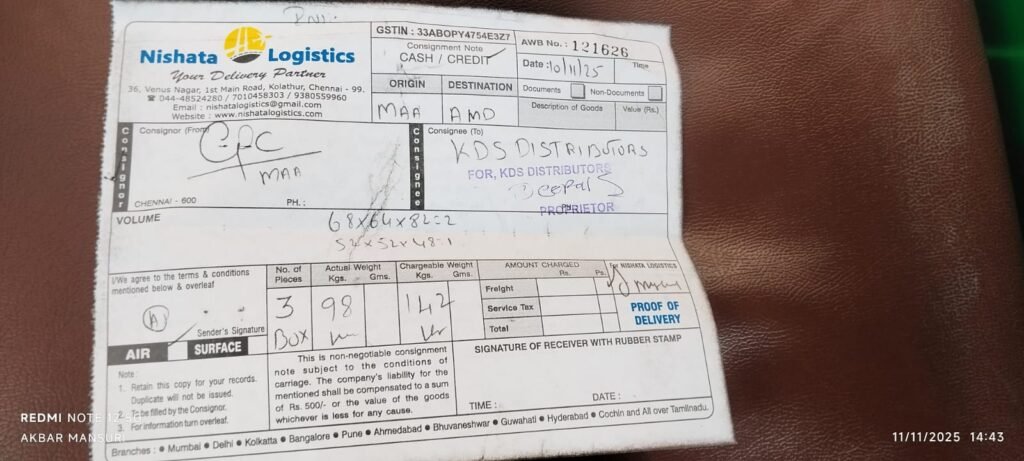 Nishata Logistics
Your Delivery Partner
36, Venus Nagar, 1st Main Road, Kolathur, Chennai - 99.
☎ 044-48524280 / 7010458303 / 9380559960
Email : nishatalogistics@gmail.com
Website : www.nishatalogistics.com
GSTIN : 33ABOPY4754E3Z7
Consignment Note
CASH / CREDIT
AWB No. : 121626
Date : 10/11/25 Time
ORIGIN DESTINATION
MAA AMD
Documents Non-Documents
Description of Goods Value (Rs.)
Consignor
Consignor (From)
CPC
MAA
CHENNAI - 600 PH. :
Consignee
Consignee (To)
KDS DISTRIBUTORS
FOR, KDS DISTRIBUTORS
Deepal S
PROPRIETOR
VOLUME
68x64x82=2
52x52x48=1
I/We agree to the terms & conditions
mentioned below & overleaf
A
Sender's Signature
AIR SURFACE
No. of Pieces
3
BOX
Actual Weight
Kgs. Gms.
98
Chargeable Weight
Kgs. Gms.
142
AMOUNT CHARGED
Rs. Ps.
Freight
Service Tax
Total
For NISHATA LOGISTICS
PROOF OF
DELIVERY
Note :
1. Retain this copy for your records.
Duplicate will not be issued.
2. To be filled by the Consignor.
3. For information turn overleaf.
This is non-negotiable consignment
note subject to the conditions of
carriage. The company's liability for the
mentioned shall be compensated to a sum
of Rs. 500/- or the value of the goods
whichever is less for any cause.
SIGNATURE OF RECEIVER WITH RUBBER STAMP
TIME : DATE :
Branches : ● Mumbai ● Delhi ● Kolkatta ● Bangalore ● Pune ● Ahmedabad ● Bhuvaneshwar ● Guwahati ● Hyderabad ● Cochin and All over Tamilnadu.
REDMI NOTE
AKBAR MANSURI
11/11/2025 14:43